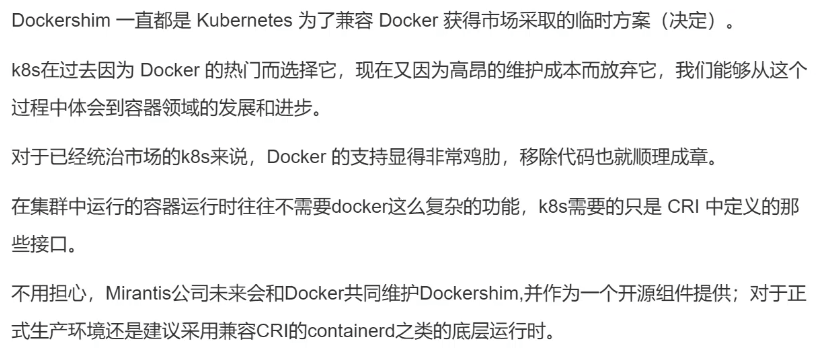 Dockershim 一直都是 Kubernetes 为了兼容 Docker 获得市场采取的临时方案（决定）。
k8s在过去因为 Docker 的热门而选择它，现在又因为高昂的维护成本而放弃它，我们能够从这个
过程中体会到容器领域的发展和进步。
对于已经统治市场的k8s来说，Docker 的支持显得非常鸡肋，移除代码也就顺理成章。
在集群中运行的容器运行时往往不需要docker这么复杂的功能，k8s需要的只是 CRI 中定义的那
些接口。
不用担心，Mirantis公司未来会和Docker共同维护Dockershim,并作为一个开源组件提供；对于正
式生产环境还是建议采用兼容CRI的containerd之类的底层运行时。